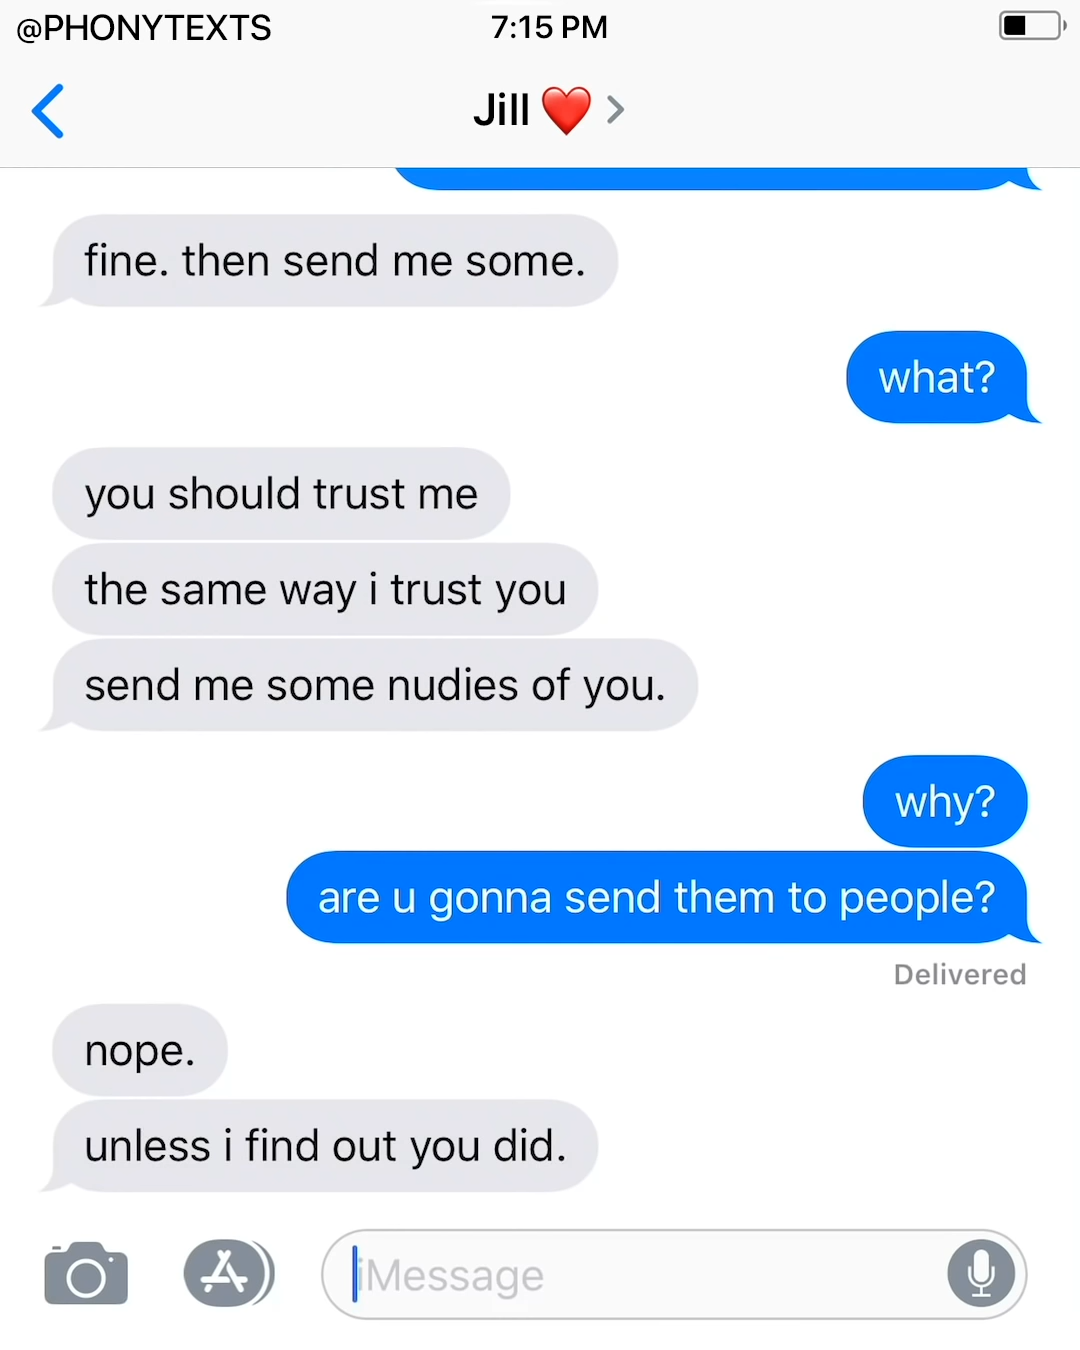 @PHONYTEXTS
7:15 PM
Jill
fine. then send me some.
what?
you should trust me
the same way i trust you
send me some nudies of you.
why?
are u gonna send them to people?
Delivered
nope.
unless i find out you did.
iMessage